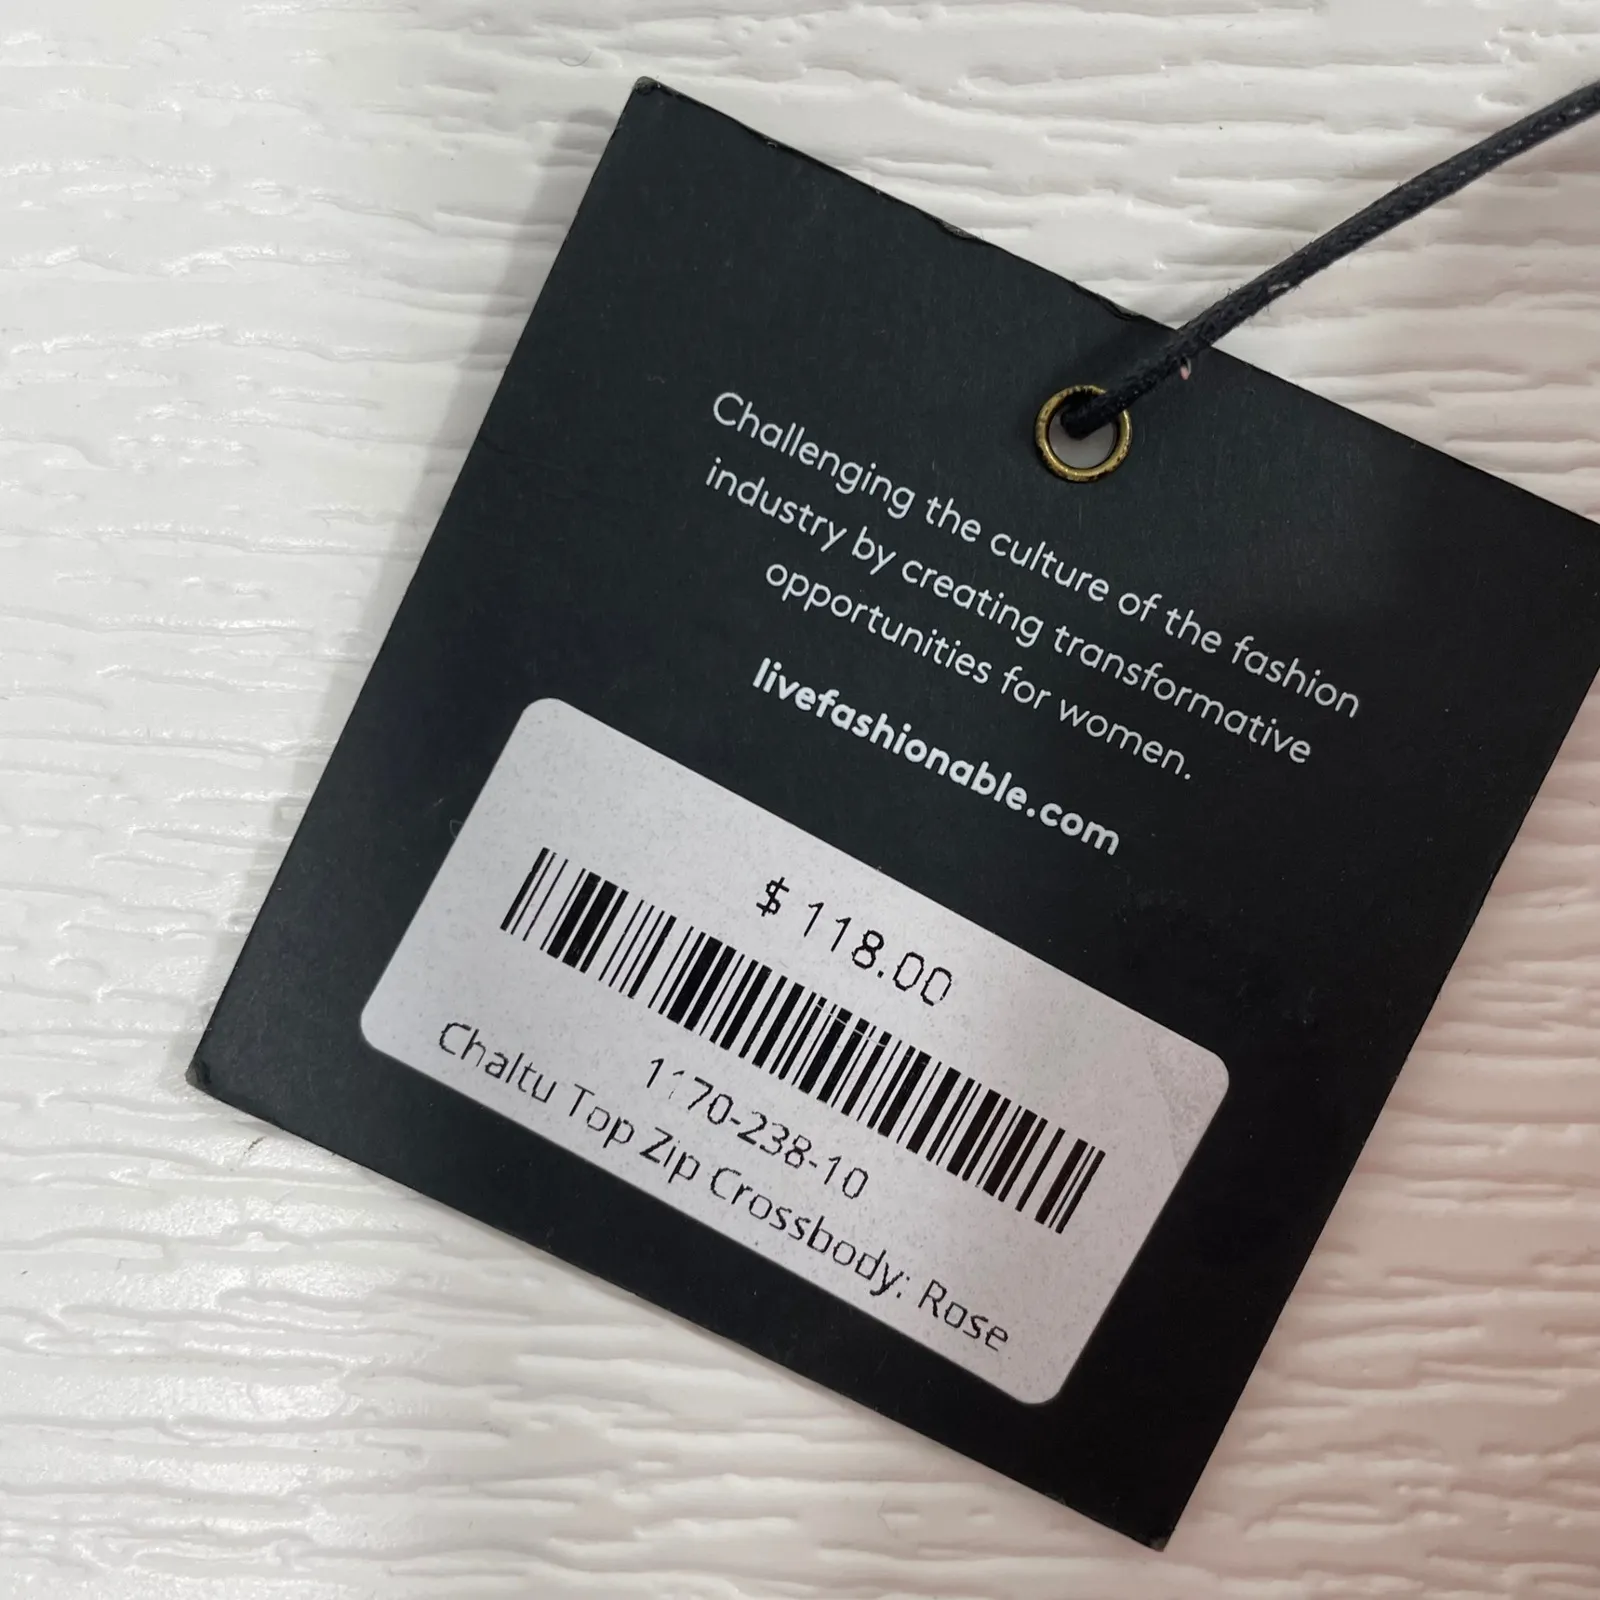 Challenging the culture of the fashion
industry by creating transformative
opportunities for women.
livefashionable.com
$ 118.00
1170-238-10
Chaltu Top Zip Crossbody: Rose